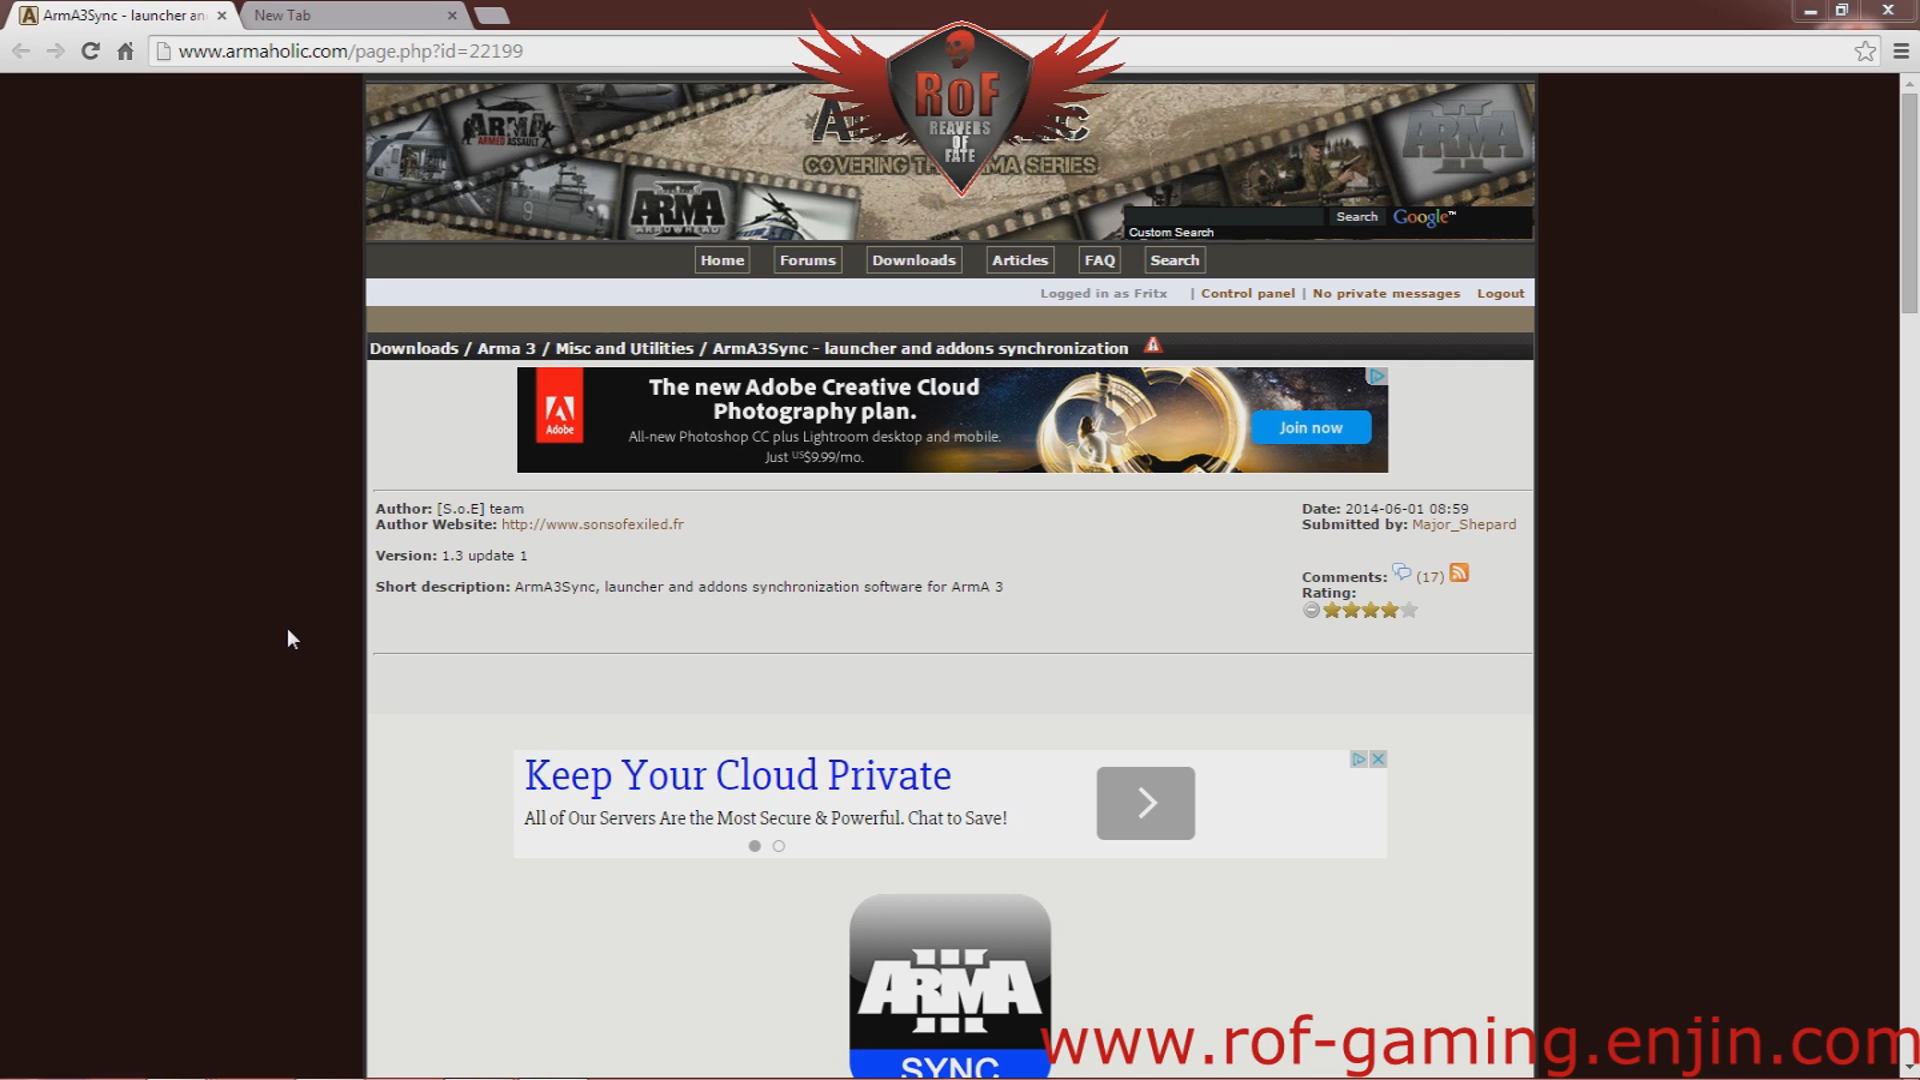 ArmA3Sync - launcher an
New Tab
www.armaholic.com/page.php?id=22199
RoF
REAVERS
OF
FATE
COVERING TH MA SERIES
ARMA
ARMED ASSAULT
ARMA
II
ARMA
ARROWHEAD
9
Search
Google™
Custom Search
Home
Forums
Downloads
Articles
FAQ
Search
Logged in as Fritx | Control panel | No private messages Logout
Downloads / Arma 3 / Misc and Utilities / ArmA3Sync - launcher and addons synchronization
Adobe
The new Adobe Creative Cloud
Photography plan.
All-new Photoshop CC plus Lightroom desktop and mobile.
Just US$9.99/mo.
Join now
Author: [S.o.E] team
Author Website: http://www.sonsofexiled.fr
Version: 1.3 update 1
Short description: ArmA3Sync, launcher and addons synchronization software for ArmA 3
Date: 2014-06-01 08:59
Submitted by: Major_Shepard
Comments: (17)
Rating:
Keep Your Cloud Private
All of Our Servers Are the Most Secure & Powerful. Chat to Save!
ARMA
III
SYNC
www.rof-gaming.enjin.com